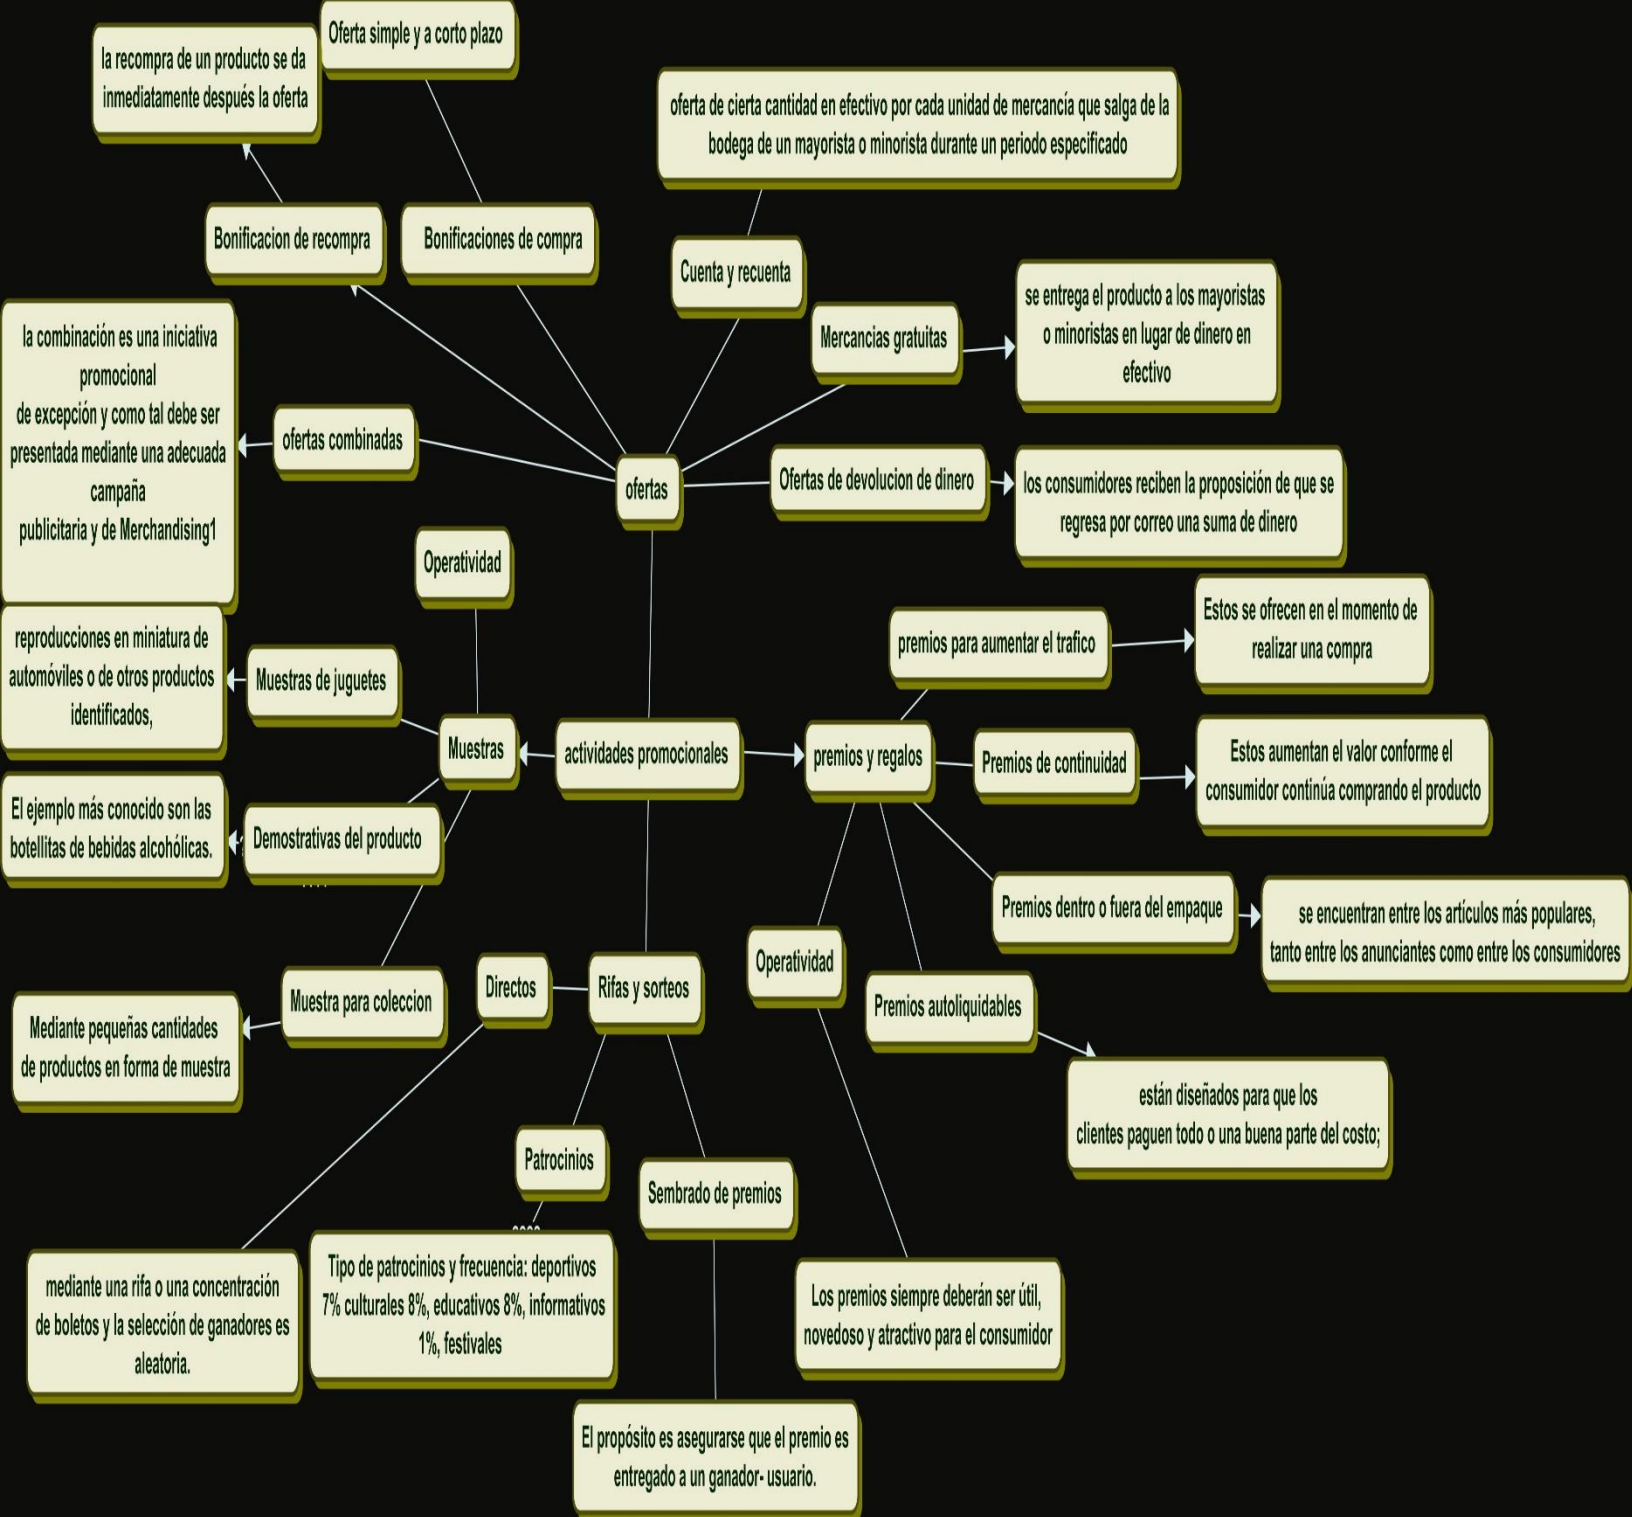 Oferta simple y a corto plazo
la recompra de un producto se da
inmediatamente después la oferta
oferta de cierta cantidad en efectivo por cada unidad de mercancía que salga de la
bodega de un mayorista o minorista durante un periodo especificado
Bonificacion de recompra
Bonificaciones de compra
Cuenta y recuenta
Mercancias gratuitas
se entrega el producto a los mayoristas
o minoristas en lugar de dinero en
efectivo
la combinación es una iniciativa
promocional
de excepción y como tal debe ser
presentada mediante una adecuada
campaña
publicitaria y de Merchandising1
ofertas combinadas
ofertas
Ofertas de devolucion de dinero
los consumidores reciben la proposición de que se
regresa por correo una suma de dinero
Operatividad
reproducciones en miniatura de
automóviles o de otros productos
identificados,
Muestras de juguetes
premios para aumentar el trafico
Estos se ofrecen en el momento de
realizar una compra
Muestras
actividades promocionales
premios y regalos
Premios de continuidad
Estos aumentan el valor conforme el
consumidor continúa comprando el producto
El ejemplo más conocido son las
botellitas de bebidas alcohólicas.
Demostrativas del producto
Premios dentro o fuera del empaque
se encuentran entre los artículos más populares,
tanto entre los anunciantes como entre los consumidores
Operatividad
Directos
Rifas y sorteos
Premios autoliquidables
Muestra para coleccion
Mediante pequeñas cantidades
de productos en forma de muestra
están diseñados para que los
clientes paguen todo o una buena parte del costo;
Patrocinios
Sembrado de premios
mediante una rifa o una concentración
de boletos y la selección de ganadores es
aleatoria.
Tipo de patrocinios y frecuencia: deportivos
7% culturales 8%, educativos 8%, informativos
1%, festivales
Los premios siempre deberán ser útil,
novedoso y atractivo para el consumidor
El propósito es asegurarse que el premio es
entregado a un ganador- usuario.